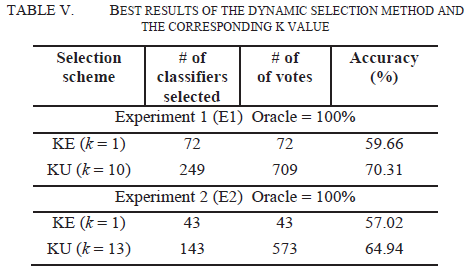 TABLE V. BEST RESULTS OF THE DYNAMIC SELECTION METHOD AND
THE CORRESPONDING K VALUE
Selection scheme # of classifiers selected # of of votes Accuracy (%)
Experiment 1 (E1) Oracle = 100%
KE (k = 1) 72 72 59.66
KU (k = 10) 249 709 70.31
Experiment 2 (E2) Oracle = 100%
KE (k = 1) 43 43 57.02
KU (k = 13) 143 573 64.94